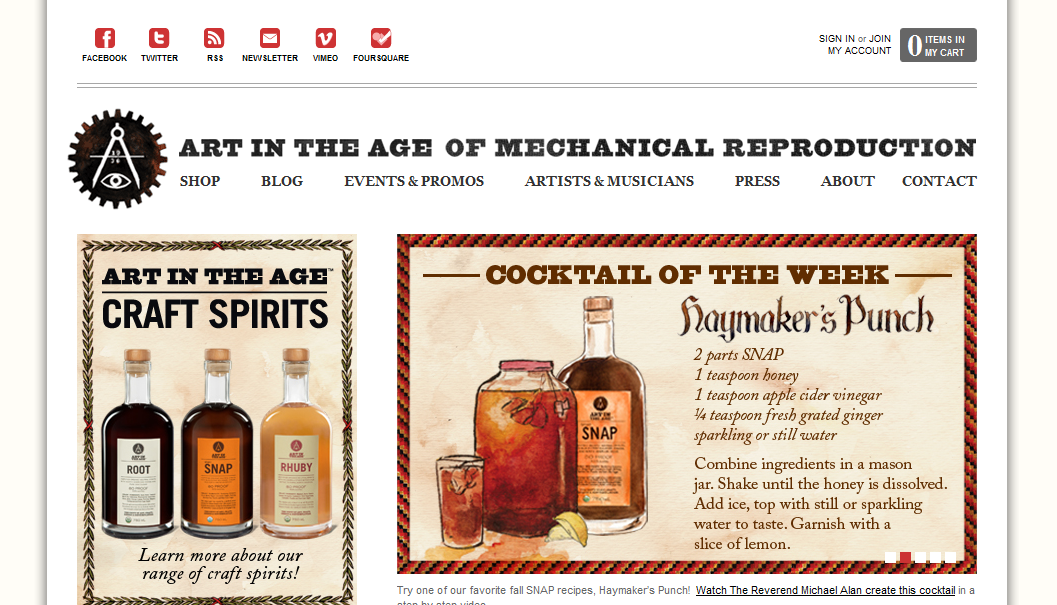 FACEBOOK TWITTER RSS NEWSLETTER VIMEO FOURSQUARE
SIGN IN or JOIN
MY ACCOUNT
0 ITEMS IN
MY CART
ART IN THE AGE OF MECHANICAL REPRODUCTION
SHOP BLOG EVENTS & PROMOS ARTISTS & MUSICIANS PRESS ABOUT CONTACT
ART IN THE AGE™
CRAFT SPIRITS
ROOT
SNAP
RHUBY
Learn more about our
range of craft spirits!
COCKTAIL OF THE WEEK
Haymaker's Punch
2 parts SNAP
1 teaspoon honey
1 teaspoon apple cider vinegar
¼ teaspoon fresh grated ginger
sparkling or still water
Combine ingredients in a mason
jar. Shake until the honey is dissolved.
Add ice, top with still or sparkling
water to taste. Garnish with a
slice of lemon.
SNAP
Try one of our favorite fall SNAP recipes, Haymaker's Punch! Watch The Reverend Michael Alan create this cocktail in a
step by step video